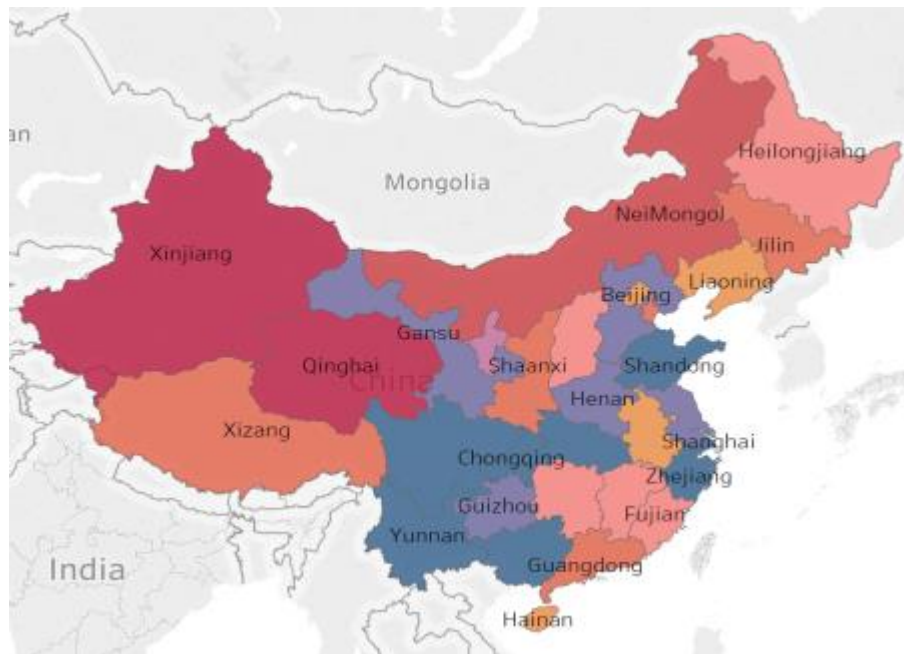 an
Mongolia
Heilongjiang
NeiMongol
Jilin
Xinjiang
Liaoning
Beijing
Gansu
Qinghai
China
Shaanxi
Shandong
Henan
Xizang
Shanghai
Chongqing
Zhejiang
Guizhou
Fujian
Yunnan
India
Guangdong
Hainan